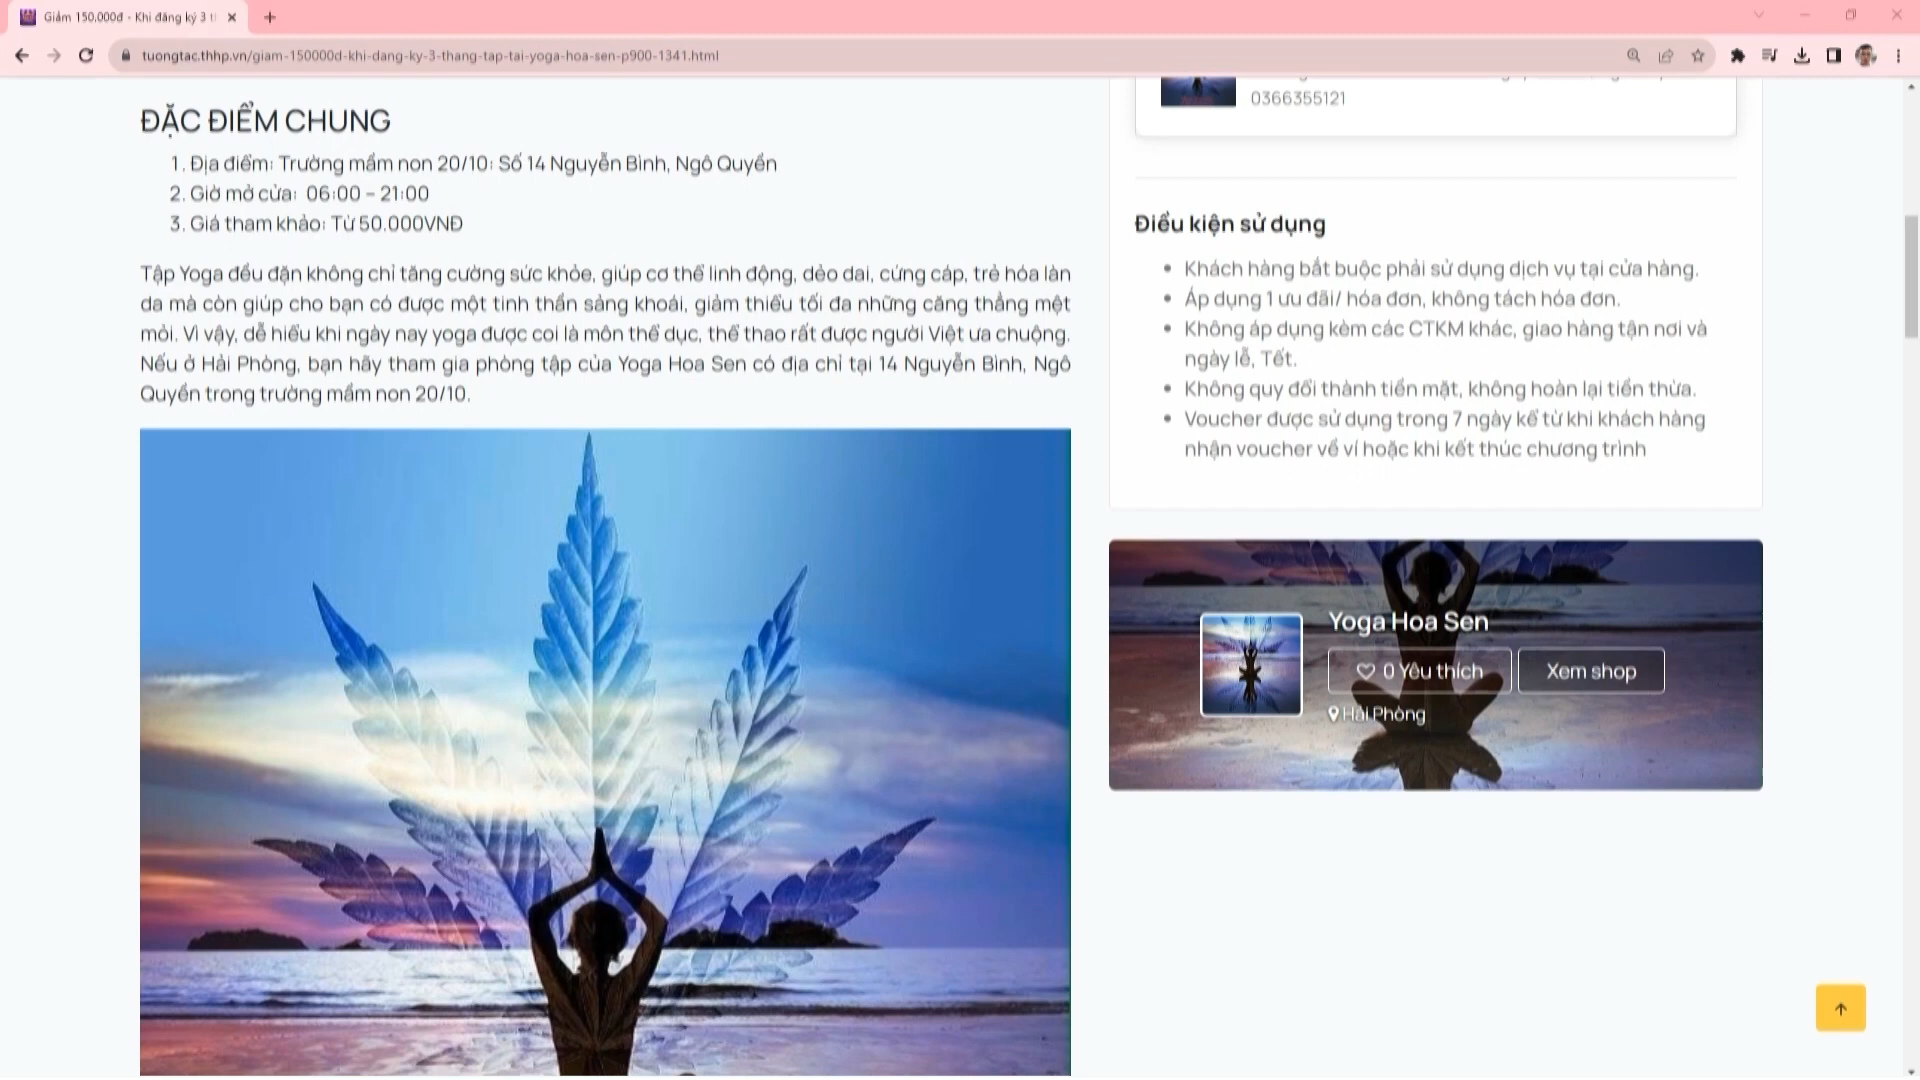 Giảm 150,000đ - Khi đăng ký 3 t
tuongtac.thhp.vn/giam-150000d-khi-dang-ky-3-thang-tap-tai-yoga-hoa-sen-p900-1341.html
ĐẶC ĐIỂM CHUNG
1. Địa điểm: Trường mầm non 20/10: Số 14 Nguyễn Bình, Ngô Quyền
2. Giờ mở cửa: 06:00 – 21:00
3. Giá tham khảo: Từ 50.000VNĐ
Tập Yoga đều đặn không chỉ tăng cường sức khỏe, giúp cơ thể linh động, dẻo dai, cứng cáp, trẻ hóa làn
da mà còn giúp cho bạn có được một tinh thần sảng khoái, giảm thiểu tối đa những căng thẳng mệt
mỏi. Vì vậy, dễ hiểu khi ngày nay yoga được coi là môn thể dục, thể thao rất được người Việt ưa chuộng.
Nếu ở Hải Phòng, bạn hãy tham gia phòng tập của Yoga Hoa Sen có địa chỉ tại 14 Nguyễn Bình, Ngô
Quyền trong trường mầm non 20/10.
0366355121
Điều kiện sử dụng
Khách hàng bắt buộc phải sử dụng dịch vụ tại cửa hàng.
Áp dụng 1 ưu đãi/ hóa đơn, không tách hóa đơn.
Không áp dụng kèm các CTKM khác, giao hàng tận nơi và
ngày lễ, Tết.
Không quy đổi thành tiền mặt, không hoàn lại tiền thừa.
Voucher được sử dụng trong 7 ngày kể từ khi khách hàng
nhận voucher về ví hoặc khi kết thúc chương trình
Yoga Hoa Sen
0 Yêu thích
Xem shop
Hải Phòng